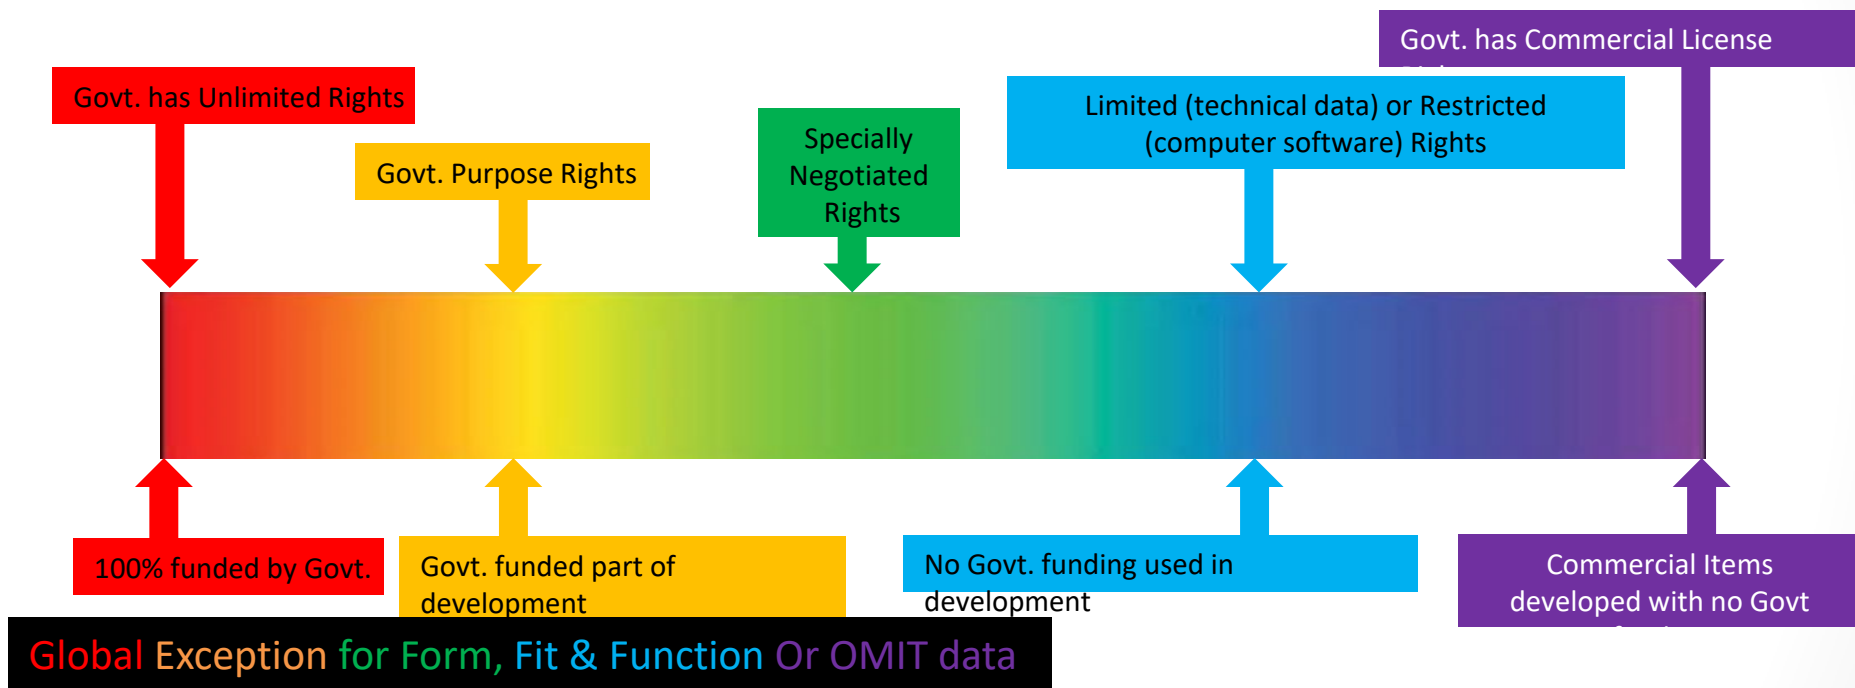 Govt. has Commercial License
Govt. has Unlimited Rights
Limited (technical data) or Restricted
(computer software) Rights
Specially
Negotiated
Rights
Govt. Purpose Rights
100% funded by Govt.
Govt. funded part of
development
No Govt. funding used in
development
Commercial Items
developed with no Govt
Global Exception for Form, Fit & Function Or OMIT data